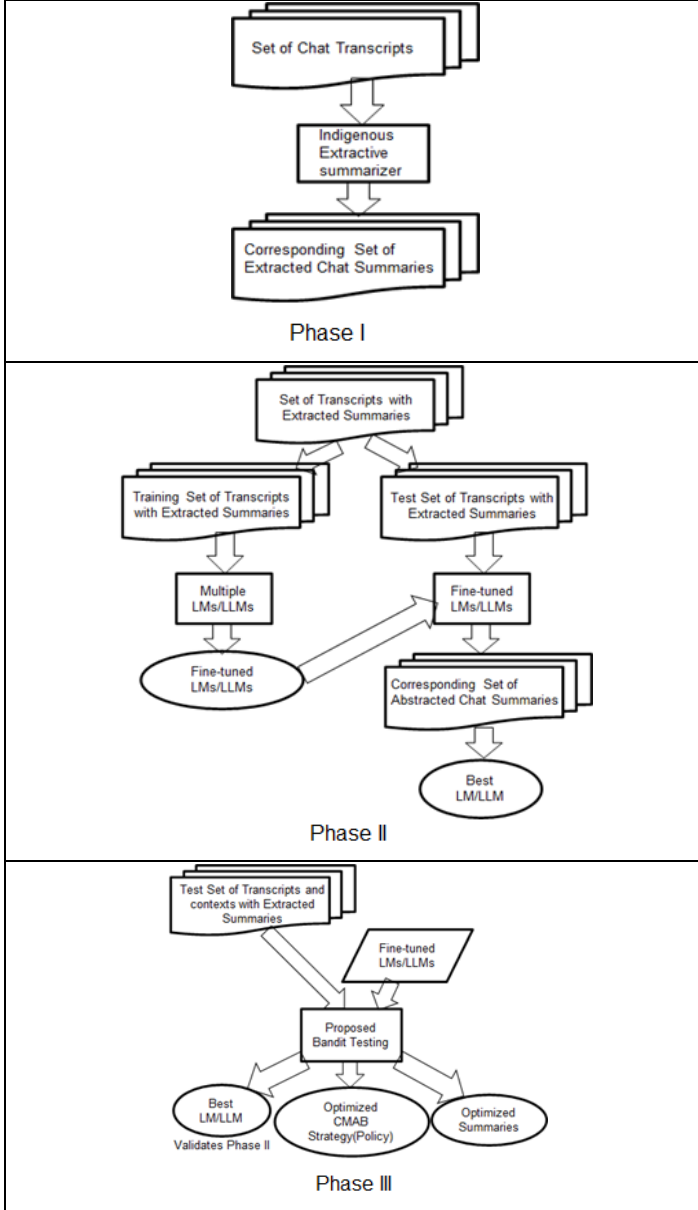 Set of Chat Transcripts
Indigenous
Extractive
summarizer
Corresponding Set of
Extracted Chat Summaries
Phase I
Set of Transcripts with
Extracted Summaries
Training Set of Transcripts
with Extracted Summaries
Test Set of Transcripts with
Extracted Summaries
Multiple
LMs/LLMs
Fine-tuned
LMs/LLMs
Fine-tuned
LMs/LLMs
Corresponding Set of
Abstracted Chat Summaries
Best
LM/LLM
Phase II
Test Set of Transcripts and
contexts with Extracted
Summaries
Fine-tuned
LMs/LLMs
Proposed
Bandit Testing
Best
LM/LLM
Validates Phase II
Optimized
CMAB
Strategy(Policy)
Optimized
Summaries
Phase III